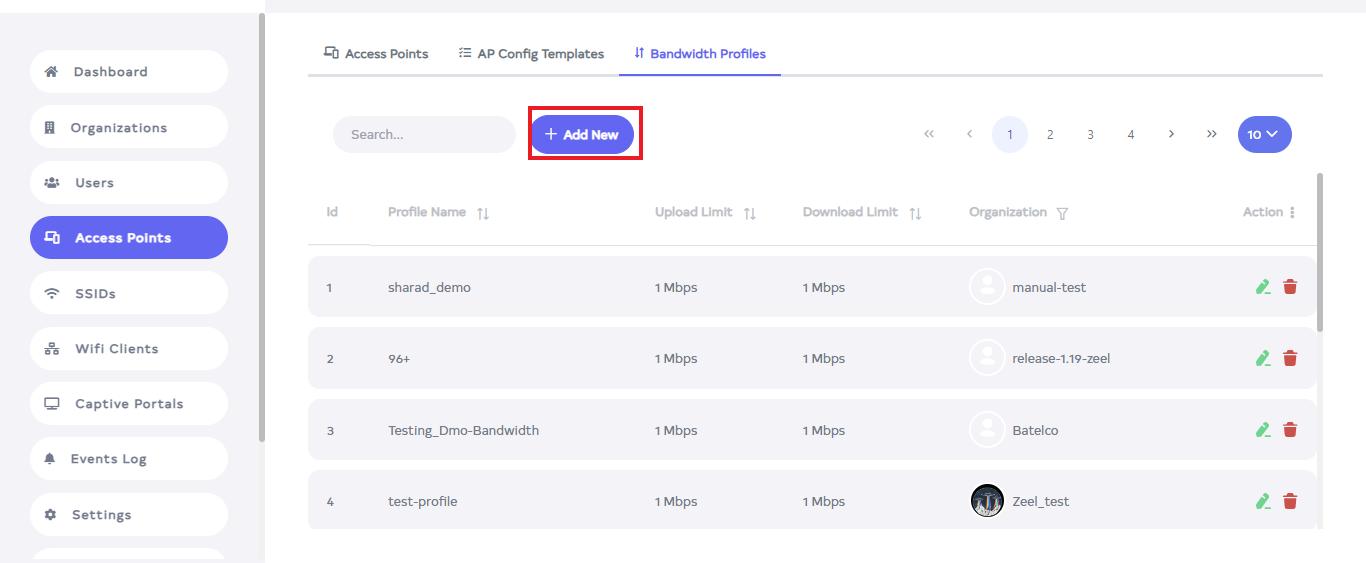 Dashboard
Organizations
Users
Access Points
SSIDs
Wifi Clients
Captive Portals
Events Log
Settings
Access Points AP Config Templates Bandwidth Profiles
Search... + Add New « ‹ 1 2 3 4 › » 10
Id Profile Name Upload Limit Download Limit Organization Action
1 sharad_demo 1 Mbps 1 Mbps manual-test
2 96+ 1 Mbps 1 Mbps release-1.19-zeel
3 Testing_Dmo-Bandwidth 1 Mbps 1 Mbps Batelco
4 test-profile 1 Mbps 1 Mbps Zeel_test